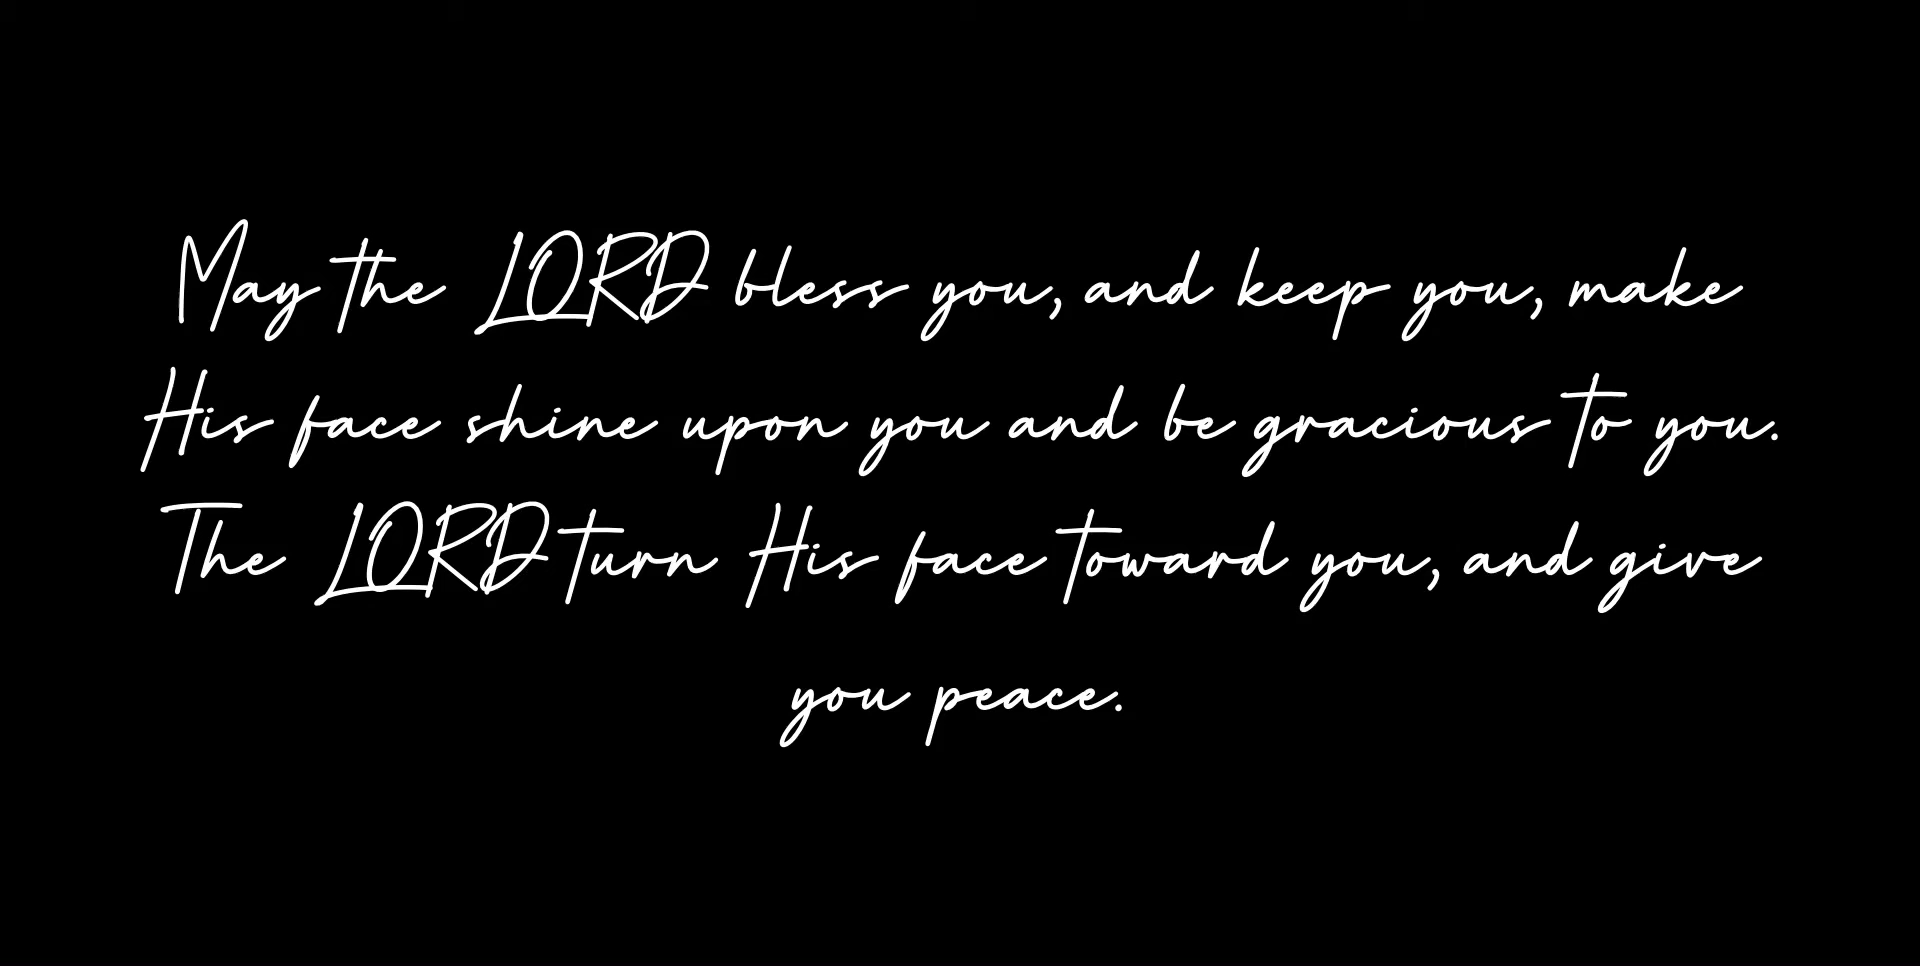 May the LORD bless you, and keep you, make
His face shine upon you and be gracious to you.
The LORD turn His face toward you, and give
you peace.